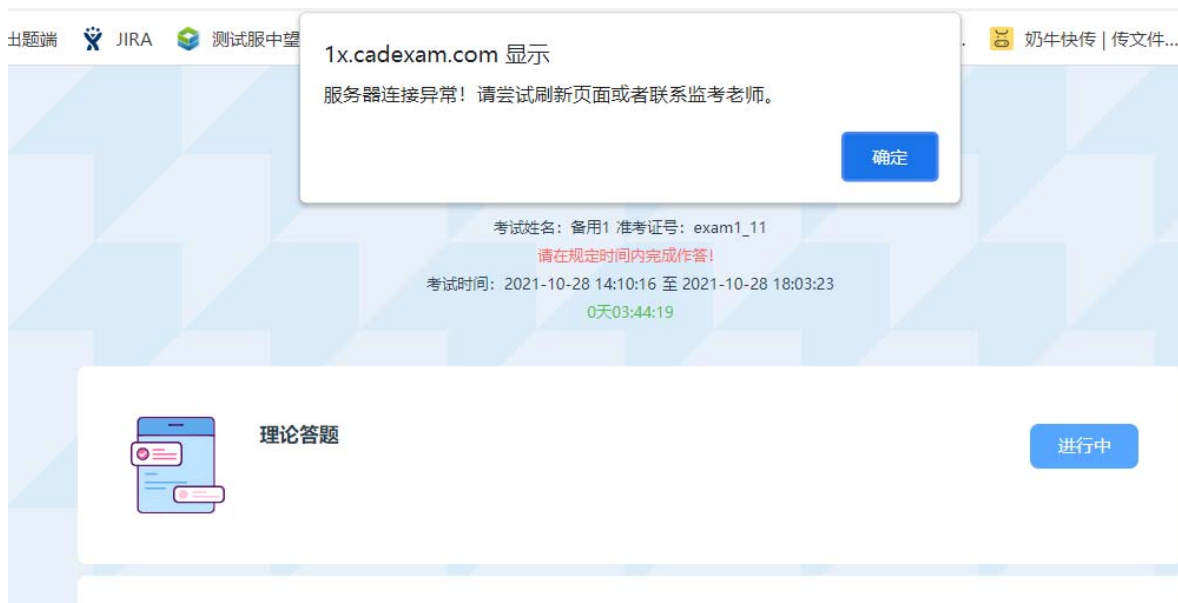 出题端 JIRA 测试服中望 . 奶牛快传 | 传文件...
1x.cadexam.com 显示
服务器连接异常！请尝试刷新页面或者联系监考老师。
确定
考试姓名：备用1 准考证号：exam1_11
请在规定时间内完成作答！
考试时间：2021-10-28 14:10:16 至 2021-10-28 18:03:23
0天03:44:19
理论答题
进行中